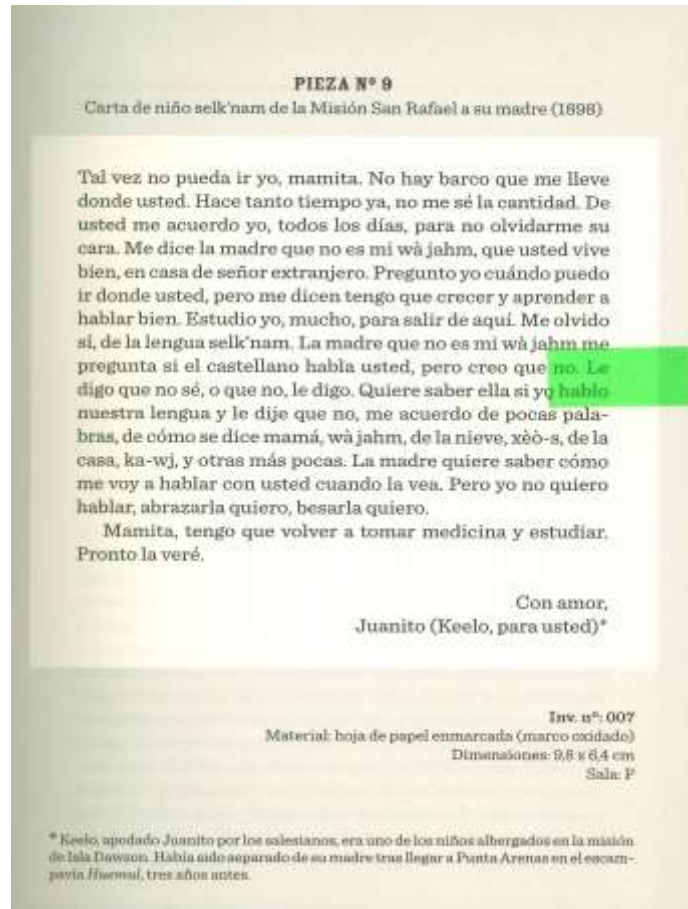 PIEZA Nº 9
Carta de niño selk'nam de la Misión San Rafael a su madre (1898)
Tal vez no pueda ir yo, mamita. No hay barco que me lleve
donde usted. Hace tanto tiempo ya, no me sé la cantidad. De
usted me acuerdo yo, todos los días, para no olvidarme su
cara. Me dice la madre que no es mi wà jahm, que usted vive
bien, en casa de señor extranjero. Pregunto yo cuándo puedo
ir donde usted, pero me dicen tengo que crecer y aprender a
hablar bien. Estudio yo, mucho, para salir de aquí. Me olvido
sí, de la lengua selk'nam. La madre que no es mi wà jahm me
pregunta si el castellano habla usted, pero creo que no. Le
digo que no sé, o que no, le digo. Quiere saber ella si yo hablo
nuestra lengua y le dije que no, me acuerdo de pocas pala-
bras, de cómo se dice mamá, wà jahm, de la nieve, xèò-s, de la
casa, ka-wj, y otras más pocas. La madre quiere saber cómo
me voy a hablar con usted cuando la vea. Pero yo no quiero
hablar, abrazarla quiero, besarla quiero.
Mamita, tengo que volver a tomar medicina y estudiar.
Pronto la veré.
Con amor,
Juanito (Keelo, para usted)*
Inv. nº: 007
Material: hoja de papel enmarcada (marco oxidado)
Dimensiones: 9,8 x 6,4 cm
Sala: P
* Keelo, apodado Juanito por los salesianos, era uno de los niños albergados en la misión
de Isla Dawson. Había sido separado de su madre tras llegar a Punta Arenas en el escam-
pavía Huemul, tres años antes.